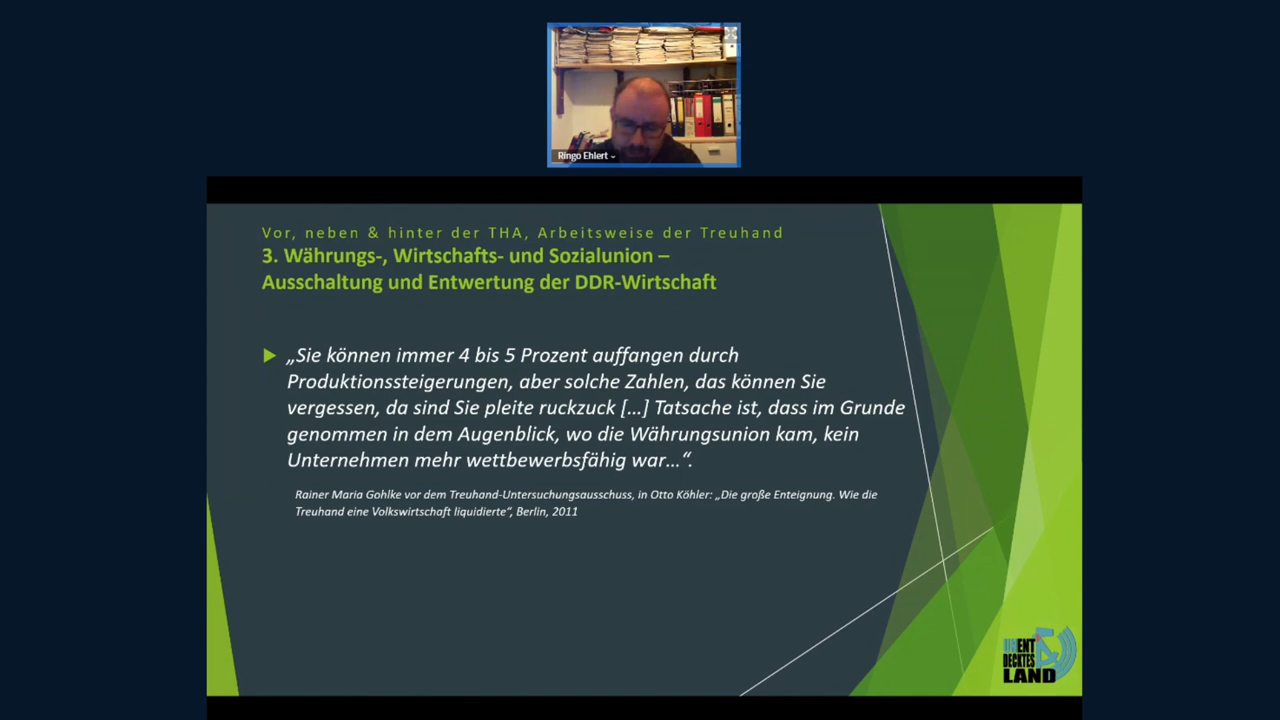 Ringo Ehlert
Vor, neben & hinter der THA, Arbeitsweise der Treuhand
3. Währungs-, Wirtschafts- und Sozialunion –
Ausschaltung und Entwertung der DDR-Wirtschaft
„Sie können immer 4 bis 5 Prozent auffangen durch
Produktionssteigerungen, aber solche Zahlen, das können Sie
vergessen, da sind Sie pleite ruckzuck […] Tatsache ist, dass im Grunde
genommen in dem Augenblick, wo die Währungsunion kam, kein
Unternehmen mehr wettbewerbsfähig war…“.
Rainer Maria Gohlke vor dem Treuhand-Untersuchungsausschuss, in Otto Köhler: „Die große Enteignung. Wie die
Treuhand eine Volkswirtschaft liquidierte“, Berlin, 2011
UNENT
DECKTES
LAND